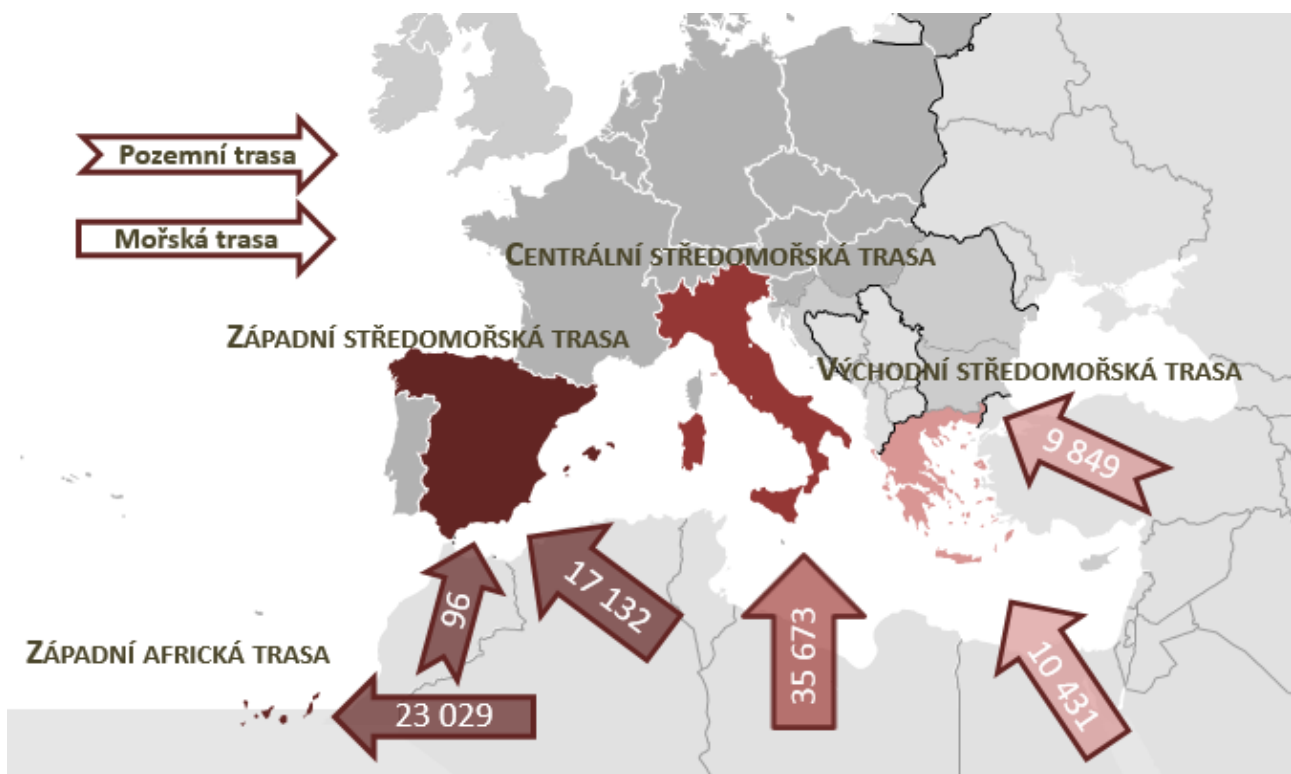 Pozemní trasa
Mořská trasa
CENTRÁLNÍ STŘEDOMOŘSKÁ TRASA
ZÁPADNÍ STŘEDOMOŘSKÁ TRASA
VÝCHODNÍ STŘEDOMOŘSKÁ TRASA
9 849
17 132
96
35 673
10 431
ZÁPADNÍ AFRICKÁ TRASA
23 029